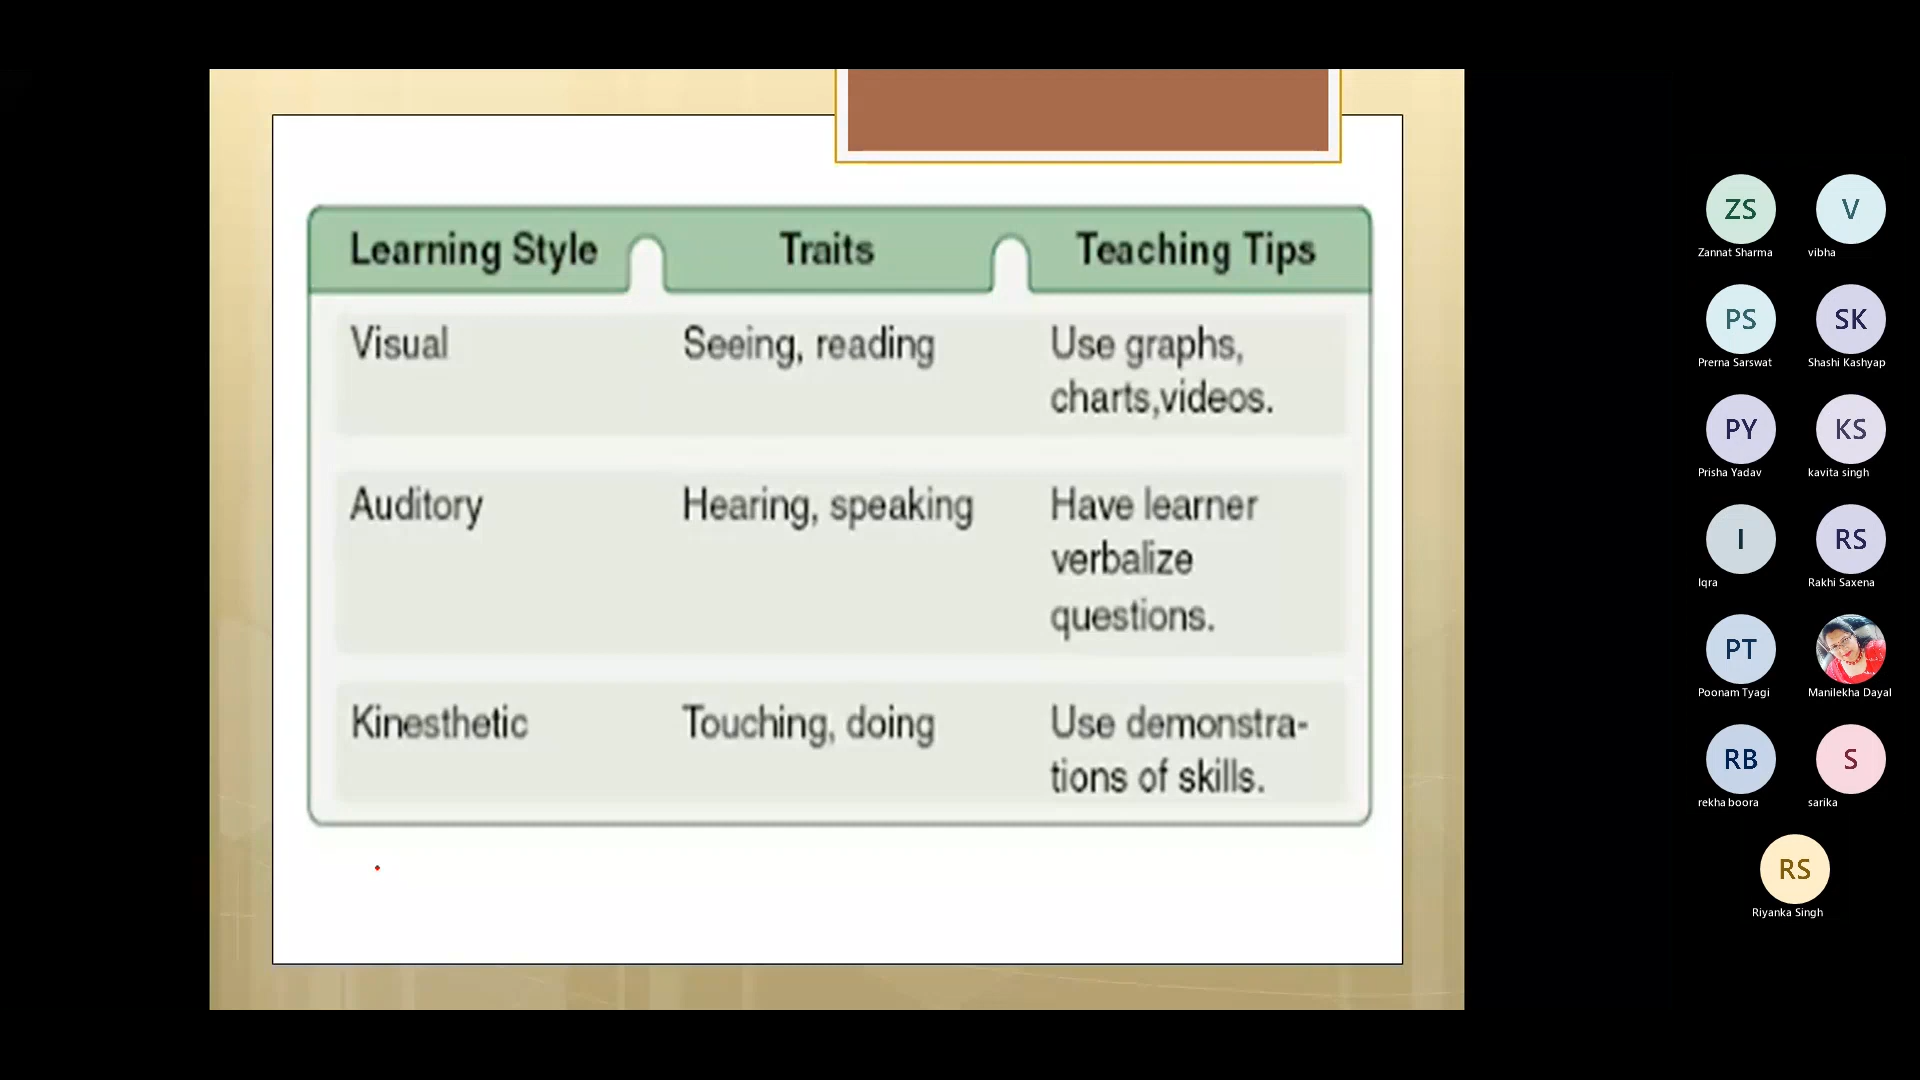 Learning Style Traits Teaching Tips
Visual Seeing, reading Use graphs,
charts,videos.
Auditory Hearing, speaking Have learner
verbalize
questions.
Kinesthetic Touching, doing Use demonstra-
tions of skills.
ZS V
Zannat Sharma vibha
PS SK
Prerna Sarswat Shashi Kashyap
PY KS
Prisha Yadav kavita singh
I RS
Iqra Rakhi Saxena
PT
Poonam Tyagi Manilekha Dayal
RB S
rekha boora sarika
RS
Riyanka Singh